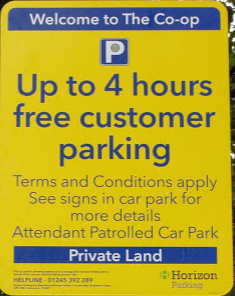 Welcome to The Co-op
P
Up to 4 hours
free customer
parking
Terms and Conditions apply
See signs in car park for
more details
Attendant Patrolled Car Park
Private Land
HELPLINE - 01245 392 289
Horizon
Parking